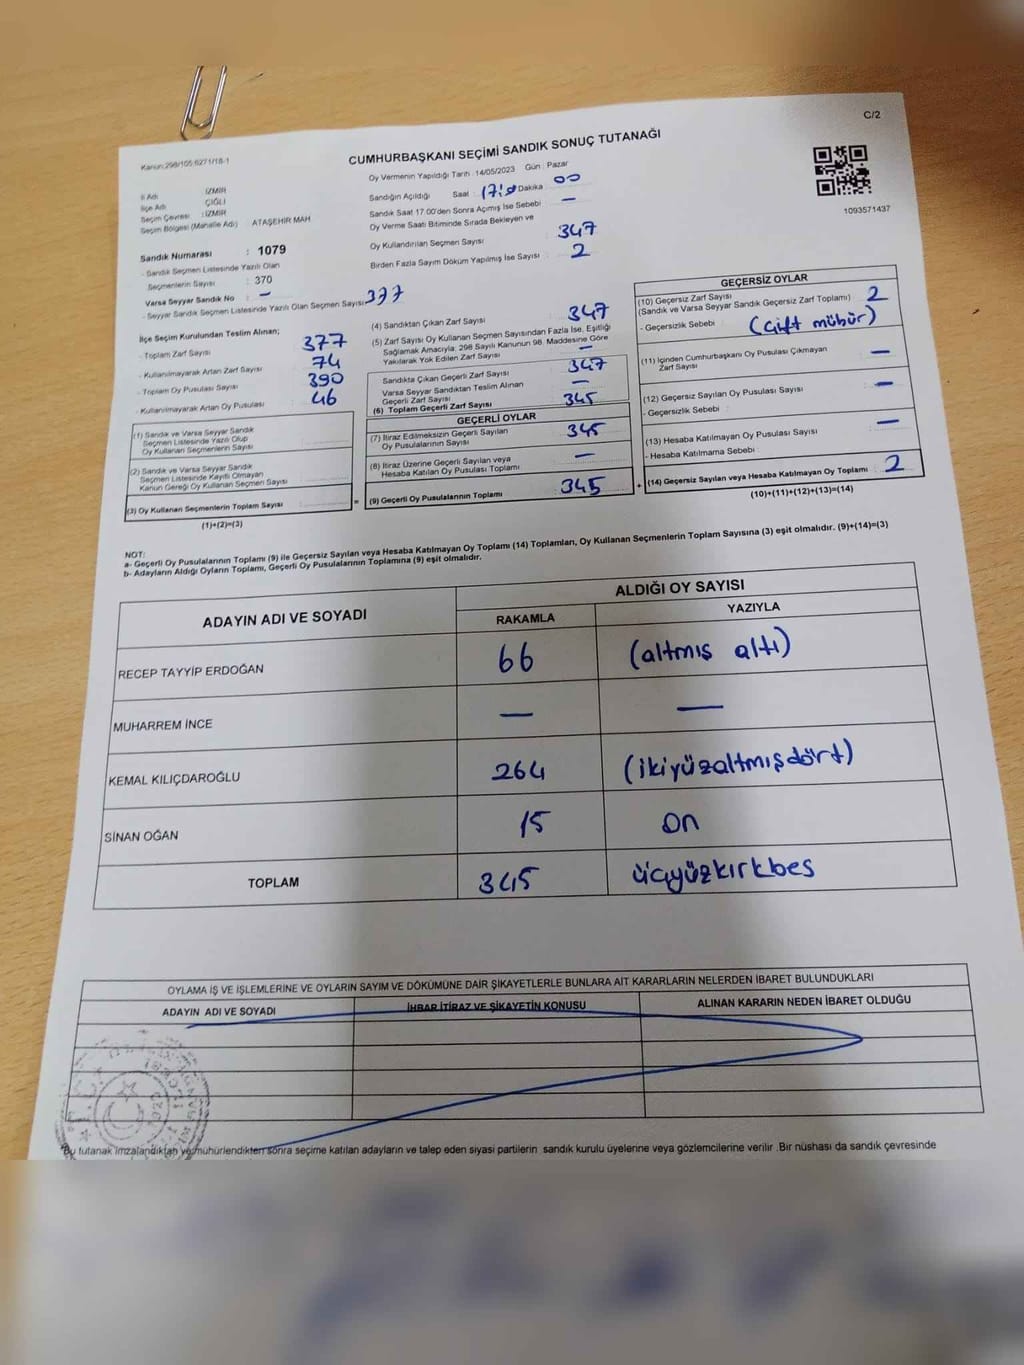 C/2
Kanun:298/105.6271/18-1
CUMHURBAŞKANI SEÇİMİ SANDIK SONUÇ TUTANAĞI
1093571437
İl Adı : İZMİR
İlçe Adı : ÇİĞLİ
Seçim Çevresi : İZMİR
Seçim Bölgesi (Mahalle Adı) ATAŞEHİR MAH
Sandık Numarası : 1079
- Sandık Seçmen Listesinde Yazılı Olan
Seçmenlerin Sayısı : 370
Varsa Seyyar Sandık No : —
- Seyyar Sandık Seçmen Listesinde Yazılı Olan Seçmen Sayısı 377
İlçe Seçim Kurulundan Teslim Alınan;
- Toplam Zarf Sayısı 377
- Kullanılmayarak Artan Zarf Sayısı 74
- Toplam Oy Pusulası Sayısı 390
- Kullanılmayarak Artan Oy Pusulası 46
(1) Sandık ve Varsa Seyyar Sandık
Seçmen Listesinde Yazılı Olup
Oy Kullanan Seçmenlerin Sayısı
(2) Sandık ve Varsa Seyyar Sandık
Seçmen Listesinde Kayıtlı Olmayan
Kanun Gereği Oy Kullanan Seçmen Sayısı
(3) Oy Kullanan Seçmenlerin Toplam Sayısı
(1)+(2)=(3)
Oy Vermenin Yapıldığı Tarih : 14/05/2023 Gün : Pazar
Sandığın Açıldığı Saat : Dakika 00
Sandık Saat 17.00'den Sonra Açımış İse Sebebi —
Oy Verme Saati Bitiminde Sırada Bekleyen ve
Oy Kullandırılan Seçmen Sayısı 347
Birden Fazla Sayım Döküm Yapılmış İse Sayısı : 2
(4) Sandıktan Çıkan Zarf Sayısı : 347
(5) Zarf Sayısı Oy Kullanan Seçmen Sayısından Fazla İse, Eşitliği
Sağlamak Amacıyla; 298 Sayılı Kanunun 98. Maddesine Göre
Yakılarak Yok Edilen Zarf Sayısı : —
Sandıkta Çıkan Geçerli Zarf Sayısı : 347
Varsa Seyyar Sandıktan Teslim Alınan
Geçerli Zarf Sayısı : —
(6) Toplam Geçerli Zarf Sayısı : 345
GEÇERLİ OYLAR
(7) İtiraz Edilmeksizin Geçerli Sayılan
Oy Pusulalarının Sayısı : 345
(8) İtiraz Üzerine Geçerli Sayılan veya
Hesaba Katılan Oy Pusulası Toplamı : —
= (9) Geçerli Oy Pusulalarının Toplamı : 345
GEÇERSİZ OYLAR
(10) Geçersiz Zarf Sayısı
(Sandık ve Varsa Seyyar Sandık Geçersiz Zarf Toplamı) : 2
- Geçersizlik Sebebi : (çift mühür)
(11) İçinden Cumhurbaşkanı Oy Pusulası Çıkmayan
Zarf Sayısı —
(12) Geçersiz Sayılan Oy Pusulası Sayısı —
- Geçersizlik Sebebi :
(13) Hesaba Katılmayan Oy Pusulası Sayısı —
- Hesaba Katılmama Sebebi :
+ (14) Geçersiz Sayılan veya Hesaba Katılmayan Oy Toplamı : 2
(10)+(11)+(12)+(13)=(14)
NOT:
a- Geçerli Oy Pusulalarının Toplamı (9) ile Geçersiz Sayılan veya Hesaba Katılmayan Oy Toplamı (14) Toplamları, Oy Kullanan Seçmenlerin Toplam Sayısına (3) eşit olmalıdır. (9)+(14)=(3)
b- Adayların Aldığı Oyların Toplamı, Geçerli Oy Pusulalarının Toplamına (9) eşit olmalıdır.
ADAYIN ADI VE SOYADI
ALDIĞI OY SAYISI
RAKAMLA YAZIYLA
RECEP TAYYİP ERDOĞAN 66 (altmış altı)
MUHARREM İNCE — —
KEMAL KILIÇDAROĞLU 264 (ikiyüzaltmışdört)
SİNAN OĞAN 15 on
TOPLAM 345 üçyüzkırkbes
OYLAMA İŞ VE İŞLEMLERİNE VE OYLARIN SAYIM VE DÖKÜMÜNE DAİR ŞİKAYETLERLE BUNLARA AİT KARARLARIN NELERDEN İBARET BULUNDUKLARI
ADAYIN ADI VE SOYADI İHBAR İTİRAZ VE ŞİKAYETİN KONUSU ALINAN KARARIN NEDEN İBARET OLDUĞU
*Bu tutanak imzalandıktan ve mühürlendikten sonra seçime katılan adayların ve talep eden siyasi partilerin sandık kurulu üyelerine veya gözlemcilerine verilir .Bir nüshası da sandık çevresinde